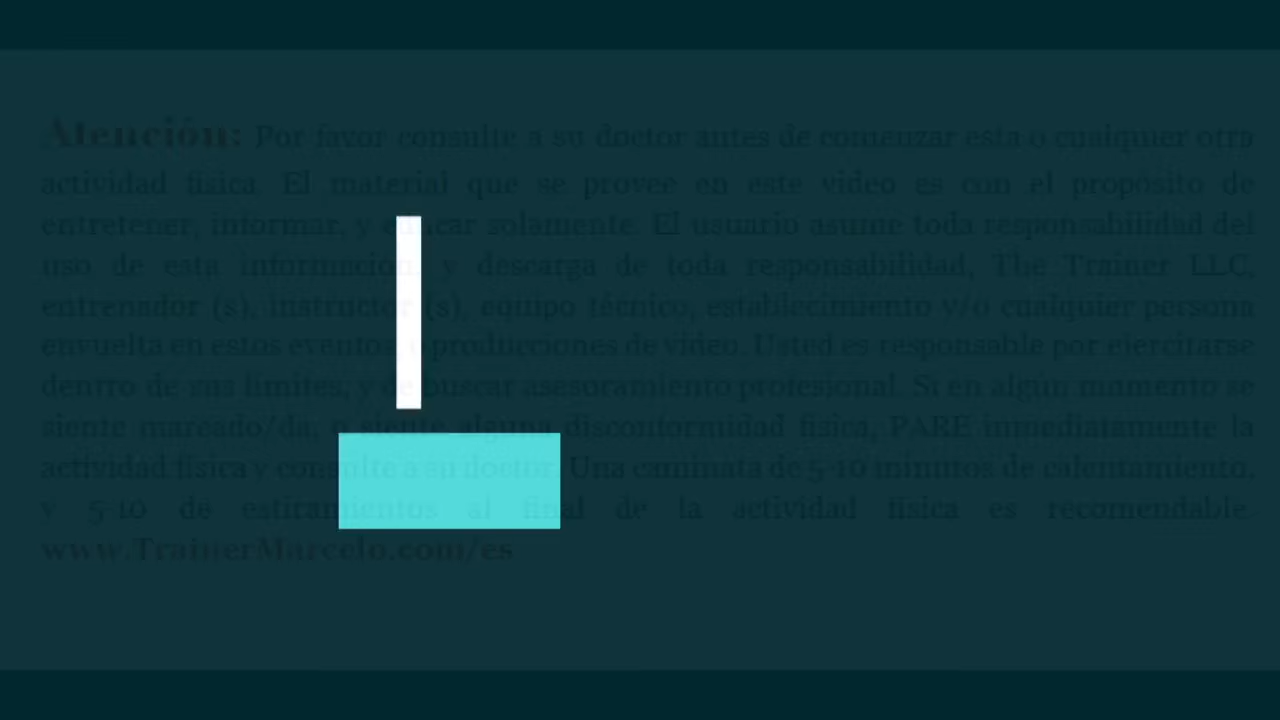 Atención: Por favor consulte a su doctor antes de comenzar esta o cualquier otra
actividad física. El material que se provee en este video es con el propósito de
entretener, informar, y educar solamente. El usuario asume toda responsabilidad del
uso de esta información, y descarga de toda responsabilidad, The Trainer LLC,
entrenador (s), instructor (s), equipo técnico, establecimiento y/o cualquier persona
envuelta en estos eventos, producciones de video. Usted es responsable por ejercitarse
dentro de sus límites, y de buscar asesoramiento profesional. Si en algún momento se
siente mareado/da, o siente alguna disconformidad física, PARE inmediatamente la
actividad física y consulte a su doctor. Una caminata de 5-10 minutos de calentamiento,
y 5-10 de estiramientos al final de la actividad física es recomendable.
www.TrainerMarcelo.com/es